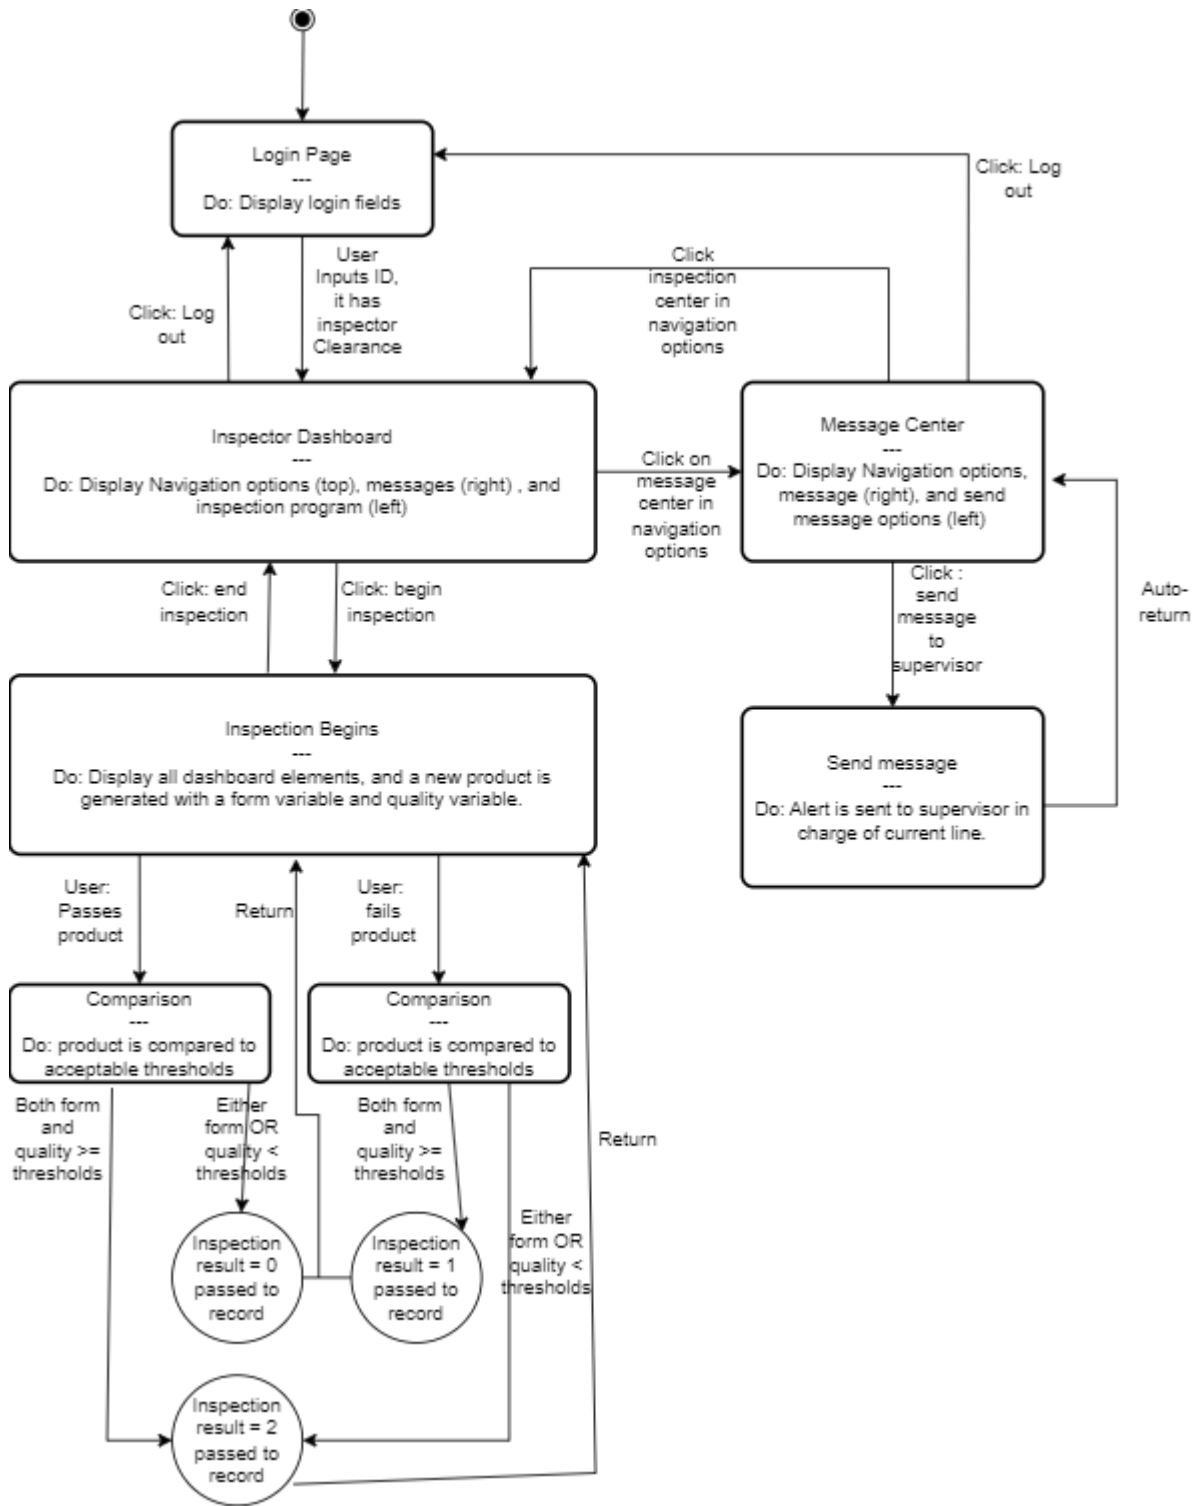 Login Page
---
Do: Display login fields
Click: Log
out
User
Inputs ID,
it has
inspector
Clearance
Click
inspection
center in
navigation
options
Click: Log
out
Inspector Dashboard
---
Do: Display Navigation options (top), messages (right) , and
inspection program (left)
Click on
message
center in
navigation
options
Message Center
---
Do: Display Navigation options,
message (right), and send
message options (left)
Click: end
inspection
Click: begin
inspection
Click :
send
message
to
supervisor
Auto-
return
Inspection Begins
---
Do: Display all dashboard elements, and a new product is
generated with a form variable and quality variable.
Send message
---
Do: Alert is sent to supervisor in
charge of current line.
User:
Passes
product
Return
User:
fails
product
Comparison
---
Do: product is compared to
acceptable thresholds
Comparison
---
Do: product is compared to
acceptable thresholds
Both form
and
quality >=
thresholds
Either
form OR
quality <
thresholds
Both form
and
quality >=
thresholds
Return
Either
form OR
quality <
thresholds
Inspection
result = 0
passed to
record
Inspection
result = 1
passed to
record
Inspection
result = 2
passed to
record